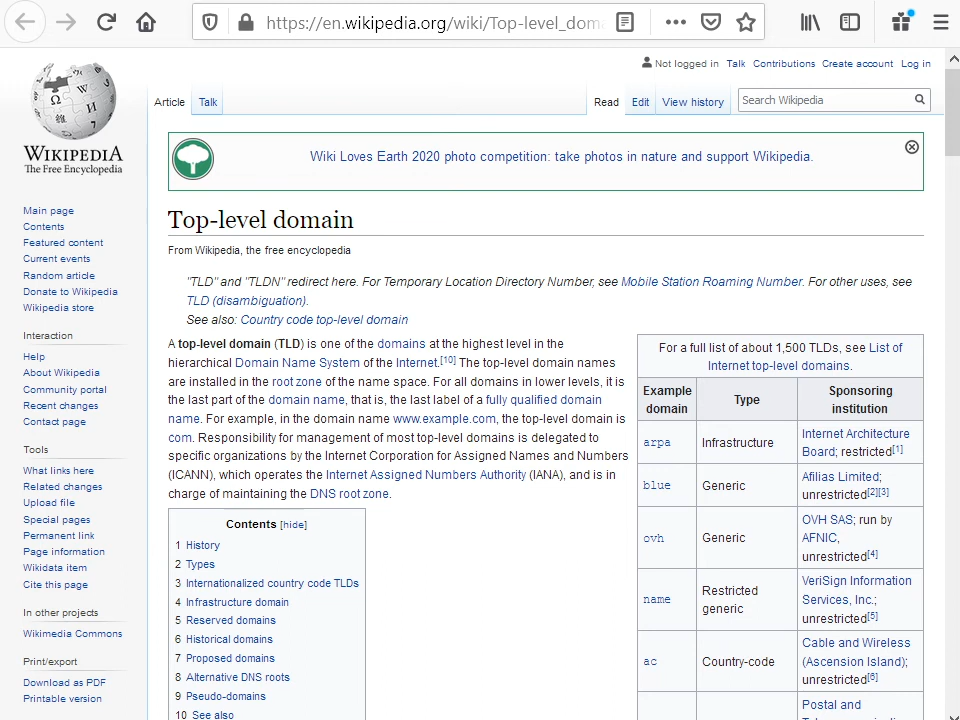 https://en.wikipedia.org/wiki/Top-level_dom
Not logged in Talk Contributions Create account Log in
Article Talk
Read Edit View history
Search Wikipedia
WIKIPEDIA
The Free Encyclopedia
Main page
Contents
Featured content
Current events
Random article
Donate to Wikipedia
Wikipedia store
Interaction
Help
About Wikipedia
Community portal
Recent changes
Contact page
Tools
What links here
Related changes
Upload file
Special pages
Permanent link
Page information
Wikidata item
Cite this page
In other projects
Wikimedia Commons
Print/export
Download as PDF
Printable version
Wiki Loves Earth 2020 photo competition: take photos in nature and support Wikipedia.
Top-level domain
From Wikipedia, the free encyclopedia
"TLD" and "TLDN" redirect here. For Temporary Location Directory Number, see Mobile Station Roaming Number. For other uses, see
TLD (disambiguation).
See also: Country code top-level domain
A top-level domain (TLD) is one of the domains at the highest level in the
hierarchical Domain Name System of the Internet.[10] The top-level domain names
are installed in the root zone of the name space. For all domains in lower levels, it is
the last part of the domain name, that is, the last label of a fully qualified domain
name. For example, in the domain name www.example.com, the top-level domain is
com. Responsibility for management of most top-level domains is delegated to
specific organizations by the Internet Corporation for Assigned Names and Numbers
(ICANN), which operates the Internet Assigned Numbers Authority (IANA), and is in
charge of maintaining the DNS root zone.
Contents [hide]
1 History
2 Types
3 Internationalized country code TLDs
4 Infrastructure domain
5 Reserved domains
6 Historical domains
7 Proposed domains
8 Alternative DNS roots
9 Pseudo-domains
10 See also
For a full list of about 1,500 TLDs, see List of
Internet top-level domains.
Example domain Type Sponsoring institution
arpa Infrastructure Internet Architecture
Board; restricted[1]
blue Generic Afilias Limited;
unrestricted[2][3]
ovh Generic OVH SAS; run by
AFNIC,
unrestricted[4]
name Restricted generic VeriSign Information
Services, Inc.;
unrestricted[5]
ac Country-code Cable and Wireless
(Ascension Island);
unrestricted[6]
Postal and